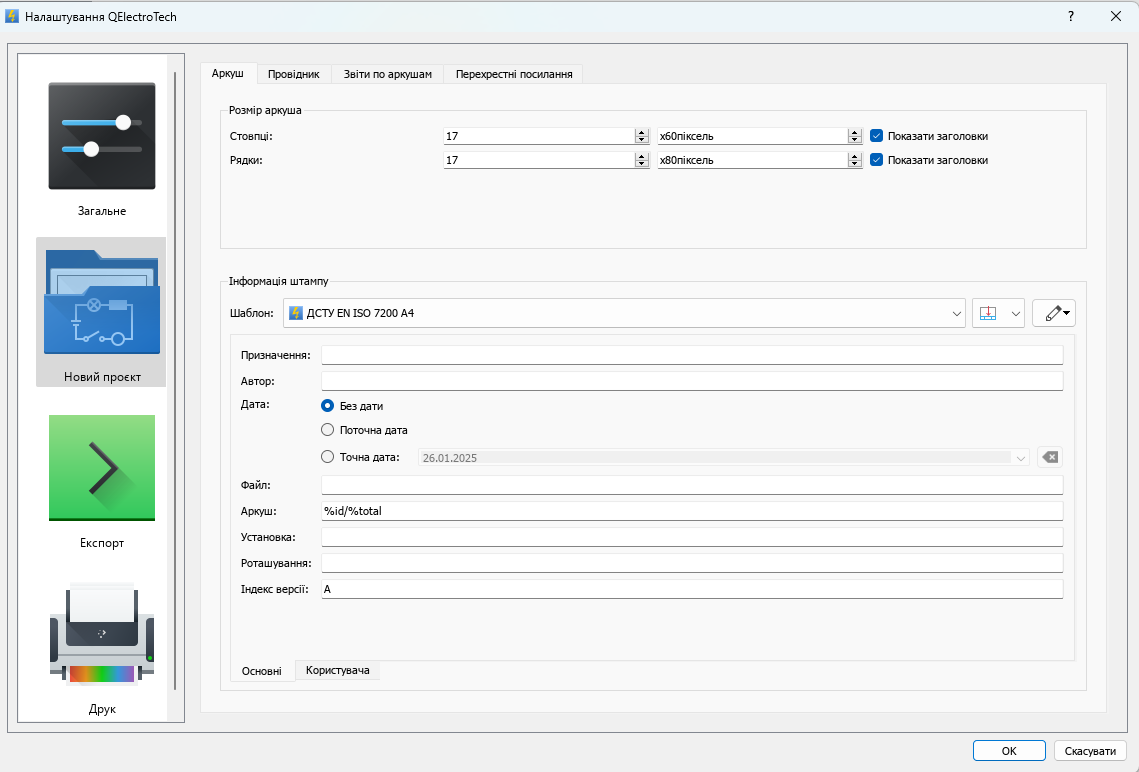 Налаштування QElectroTech
?
Загальне
Новий проєкт
Експорт
Друк
Аркуш Провідник Звіти по аркушам Перехрестні посилання
Розмір аркуша
Стовпці: 17 x60піксель Показати заголовки
Рядки: 17 x80піксель Показати заголовки
Інформація штампу
Шаблон: ДСТУ EN ISO 7200 A4
Призначення:
Автор:
Дата: Без дати
Поточна дата
Точна дата: 26.01.2025
Файл:
Аркуш: %id/%total
Установка:
Роташування:
Індекс версії: A
Основні Користувача
OK Скасувати